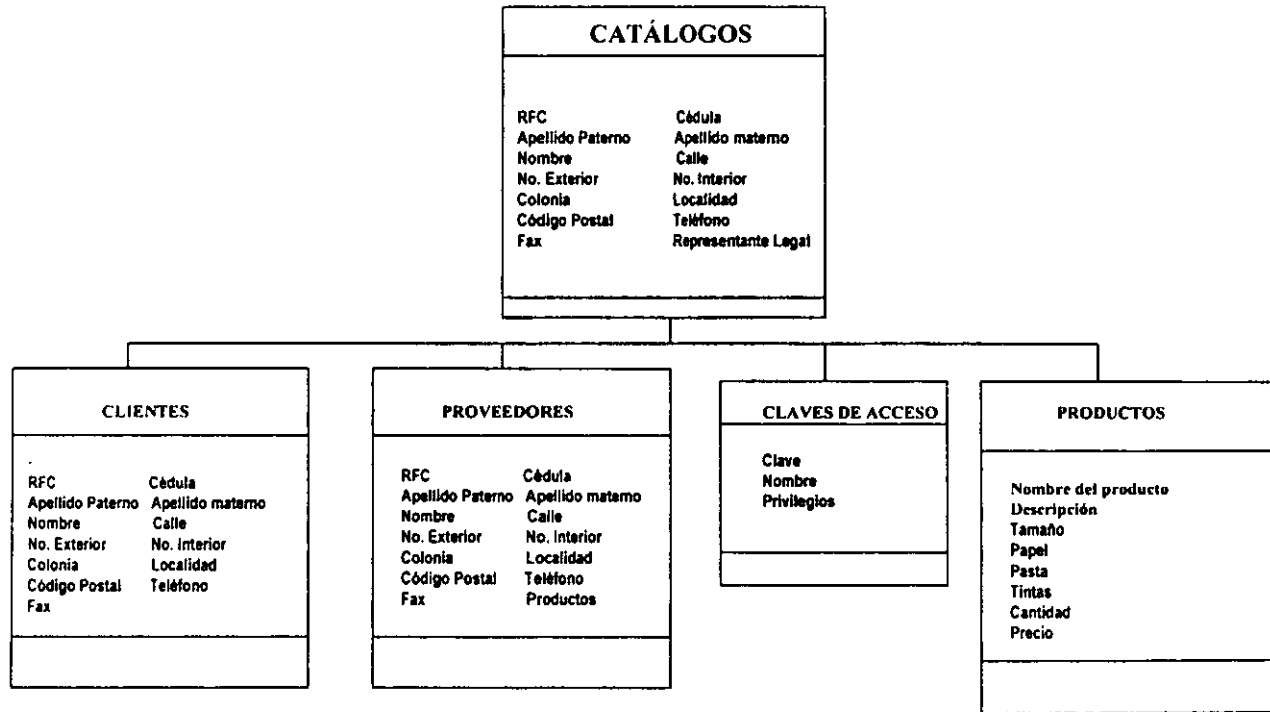 CATÁLOGOS
RFC Cédula
Apellido Paterno Apellido materno
Nombre Calle
No. Exterior No. Interior
Colonia Localidad
Código Postal Teléfono
Fax Representante Legal
CLIENTES
RFC Cédula
Apellido Paterno Apellido materno
Nombre Calle
No. Exterior No. Interior
Colonia Localidad
Código Postal Teléfono
Fax
PROVEEDORES
RFC Cédula
Apellido Paterno Apellido materno
Nombre Calle
No. Exterior No. Interior
Colonia Localidad
Código Postal Teléfono
Fax Productos
CLAVES DE ACCESO
Clave
Nombre
Privilegios
PRODUCTOS
Nombre del producto
Descripción
Tamaño
Papel
Pasta
Tintas
Cantidad
Precio